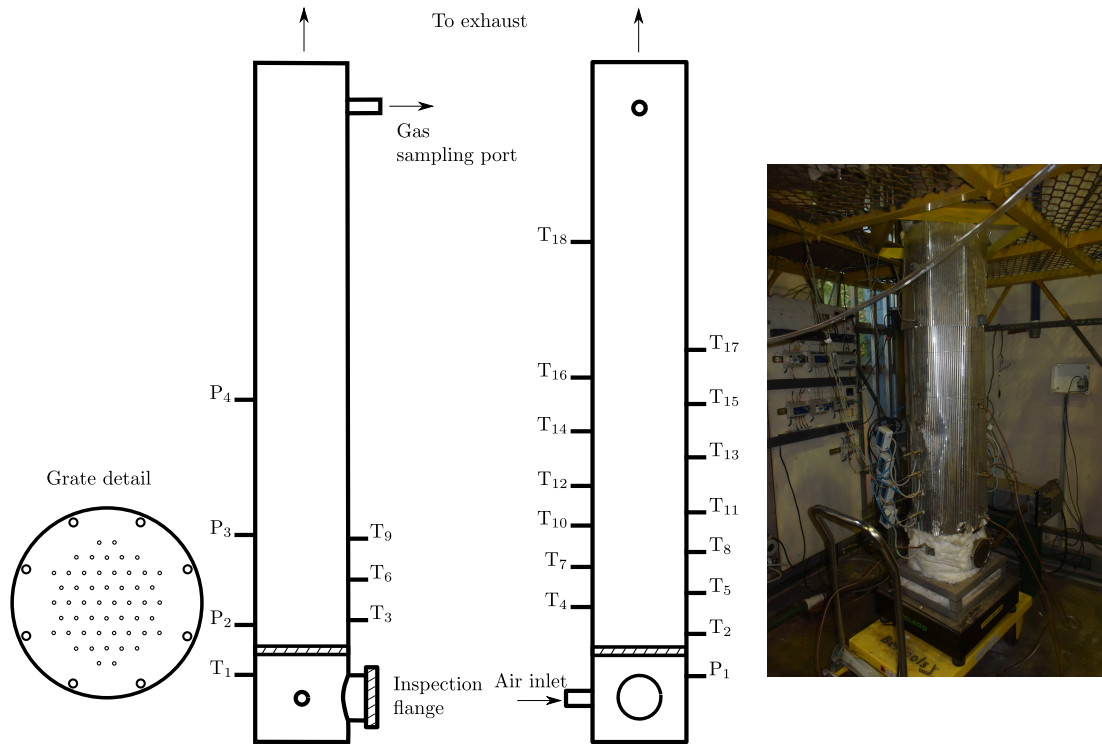 To exhaust
Gas
sampling port
T18
T17
P4
T16
T15
T14
T13
Grate detail
T12
T11
P3
T9
T10
T8
T6
T7
T5
P2
T3
T4
T2
T1
P1
Inspection
flange
Air inlet